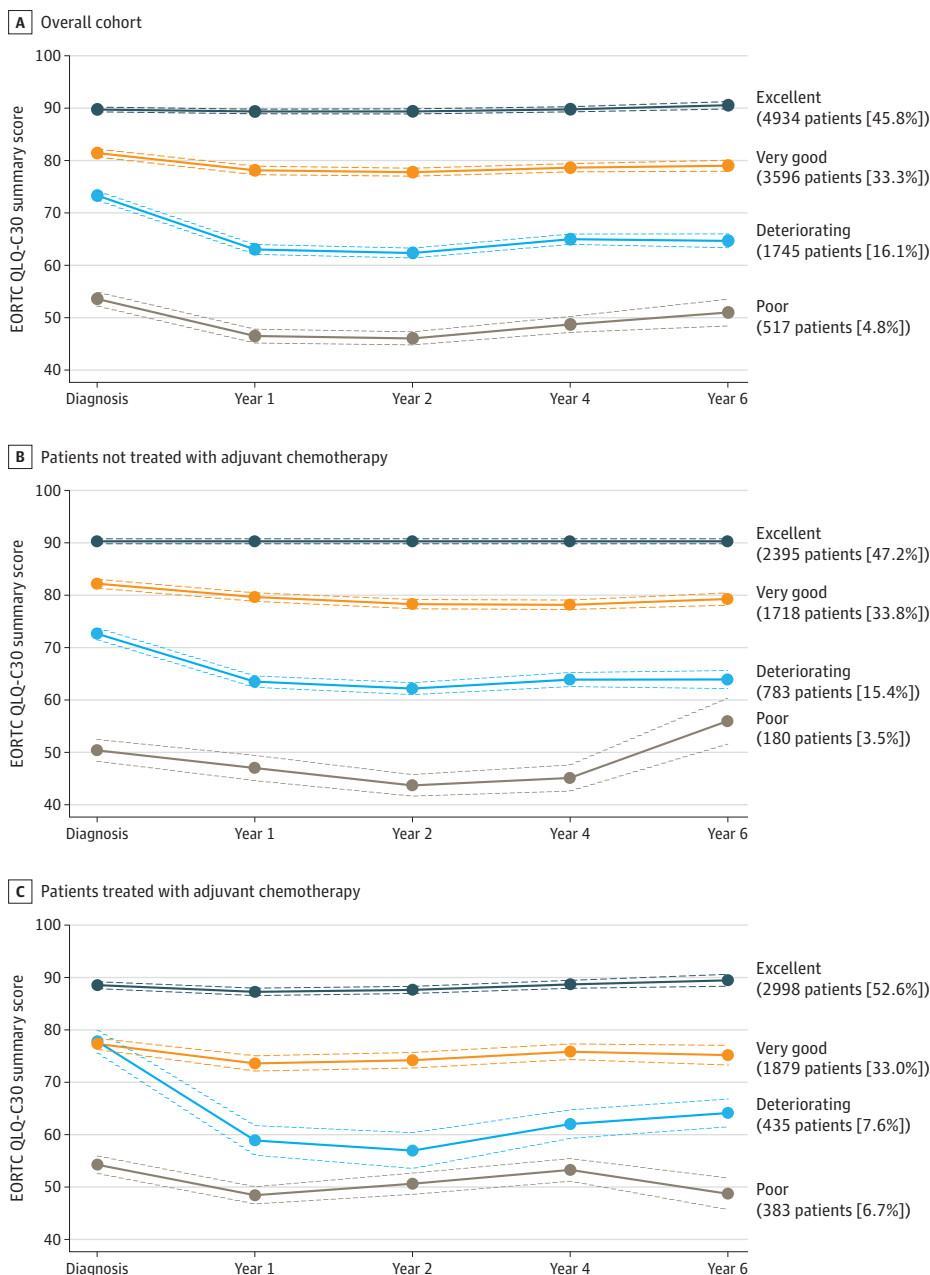 A Overall cohort
100
90
80
70
60
50
40
EORTC QLQ-C30 summary score
Diagnosis Year 1 Year 2 Year 4 Year 6
Excellent
(4934 patients [45.8%])
Very good
(3596 patients [33.3%])
Deteriorating
(1745 patients [16.1%])
Poor
(517 patients [4.8%])
B Patients not treated with adjuvant chemotherapy
100
90
80
70
60
50
40
EORTC QLQ-C30 summary score
Diagnosis Year 1 Year 2 Year 4 Year 6
Excellent
(2395 patients [47.2%])
Very good
(1718 patients [33.8%])
Deteriorating
(783 patients [15.4%])
Poor
(180 patients [3.5%])
C Patients treated with adjuvant chemotherapy
100
90
80
70
60
50
40
EORTC QLQ-C30 summary score
Diagnosis Year 1 Year 2 Year 4 Year 6
Excellent
(2998 patients [52.6%])
Very good
(1879 patients [33.0%])
Deteriorating
(435 patients [7.6%])
Poor
(383 patients [6.7%])